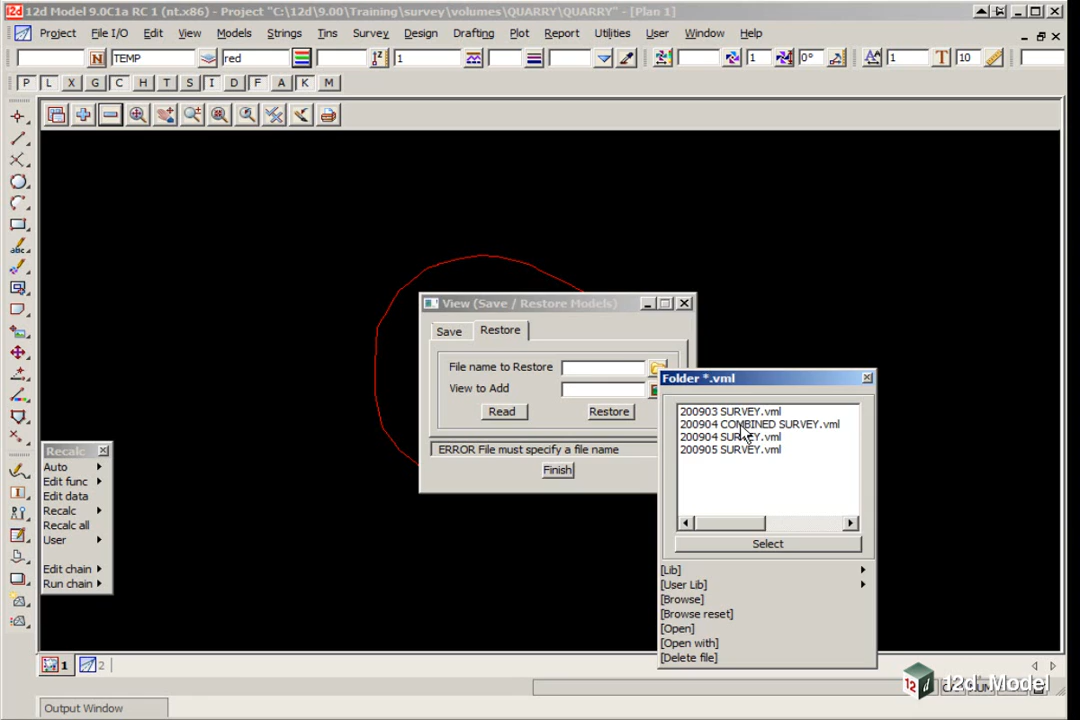 12d Model 9.0C1a RC 1 (nt.x86) - Project "C:\12d\9.00\Training\survey\volumes\QUARRY\QUARRY" - [Plan 1]
Project File I/O Edit View Models Strings Tins Survey Design Drafting Plot Report Utilities User Window Help
N TEMP red 1 1 0° 1 T 10
P L X G C H T S I D F A K M
View (Save / Restore Models)
Save Restore
File name to Restore
View to Add
Read Restore
ERROR File must specify a file name
Finish
Folder *.vml
200903 SURVEY.vml
200904 COMBINED SURVEY.vml
200904 SURVEY.vml
200905 SURVEY.vml
Select
[Lib]
[User Lib]
[Browse]
[Browse reset]
[Open]
[Open with]
[Delete file]
Recalc
Auto
Edit func
Edit data
Recalc
Recalc all
User
Edit chain
Run chain
1 2
12d Model
Output Window